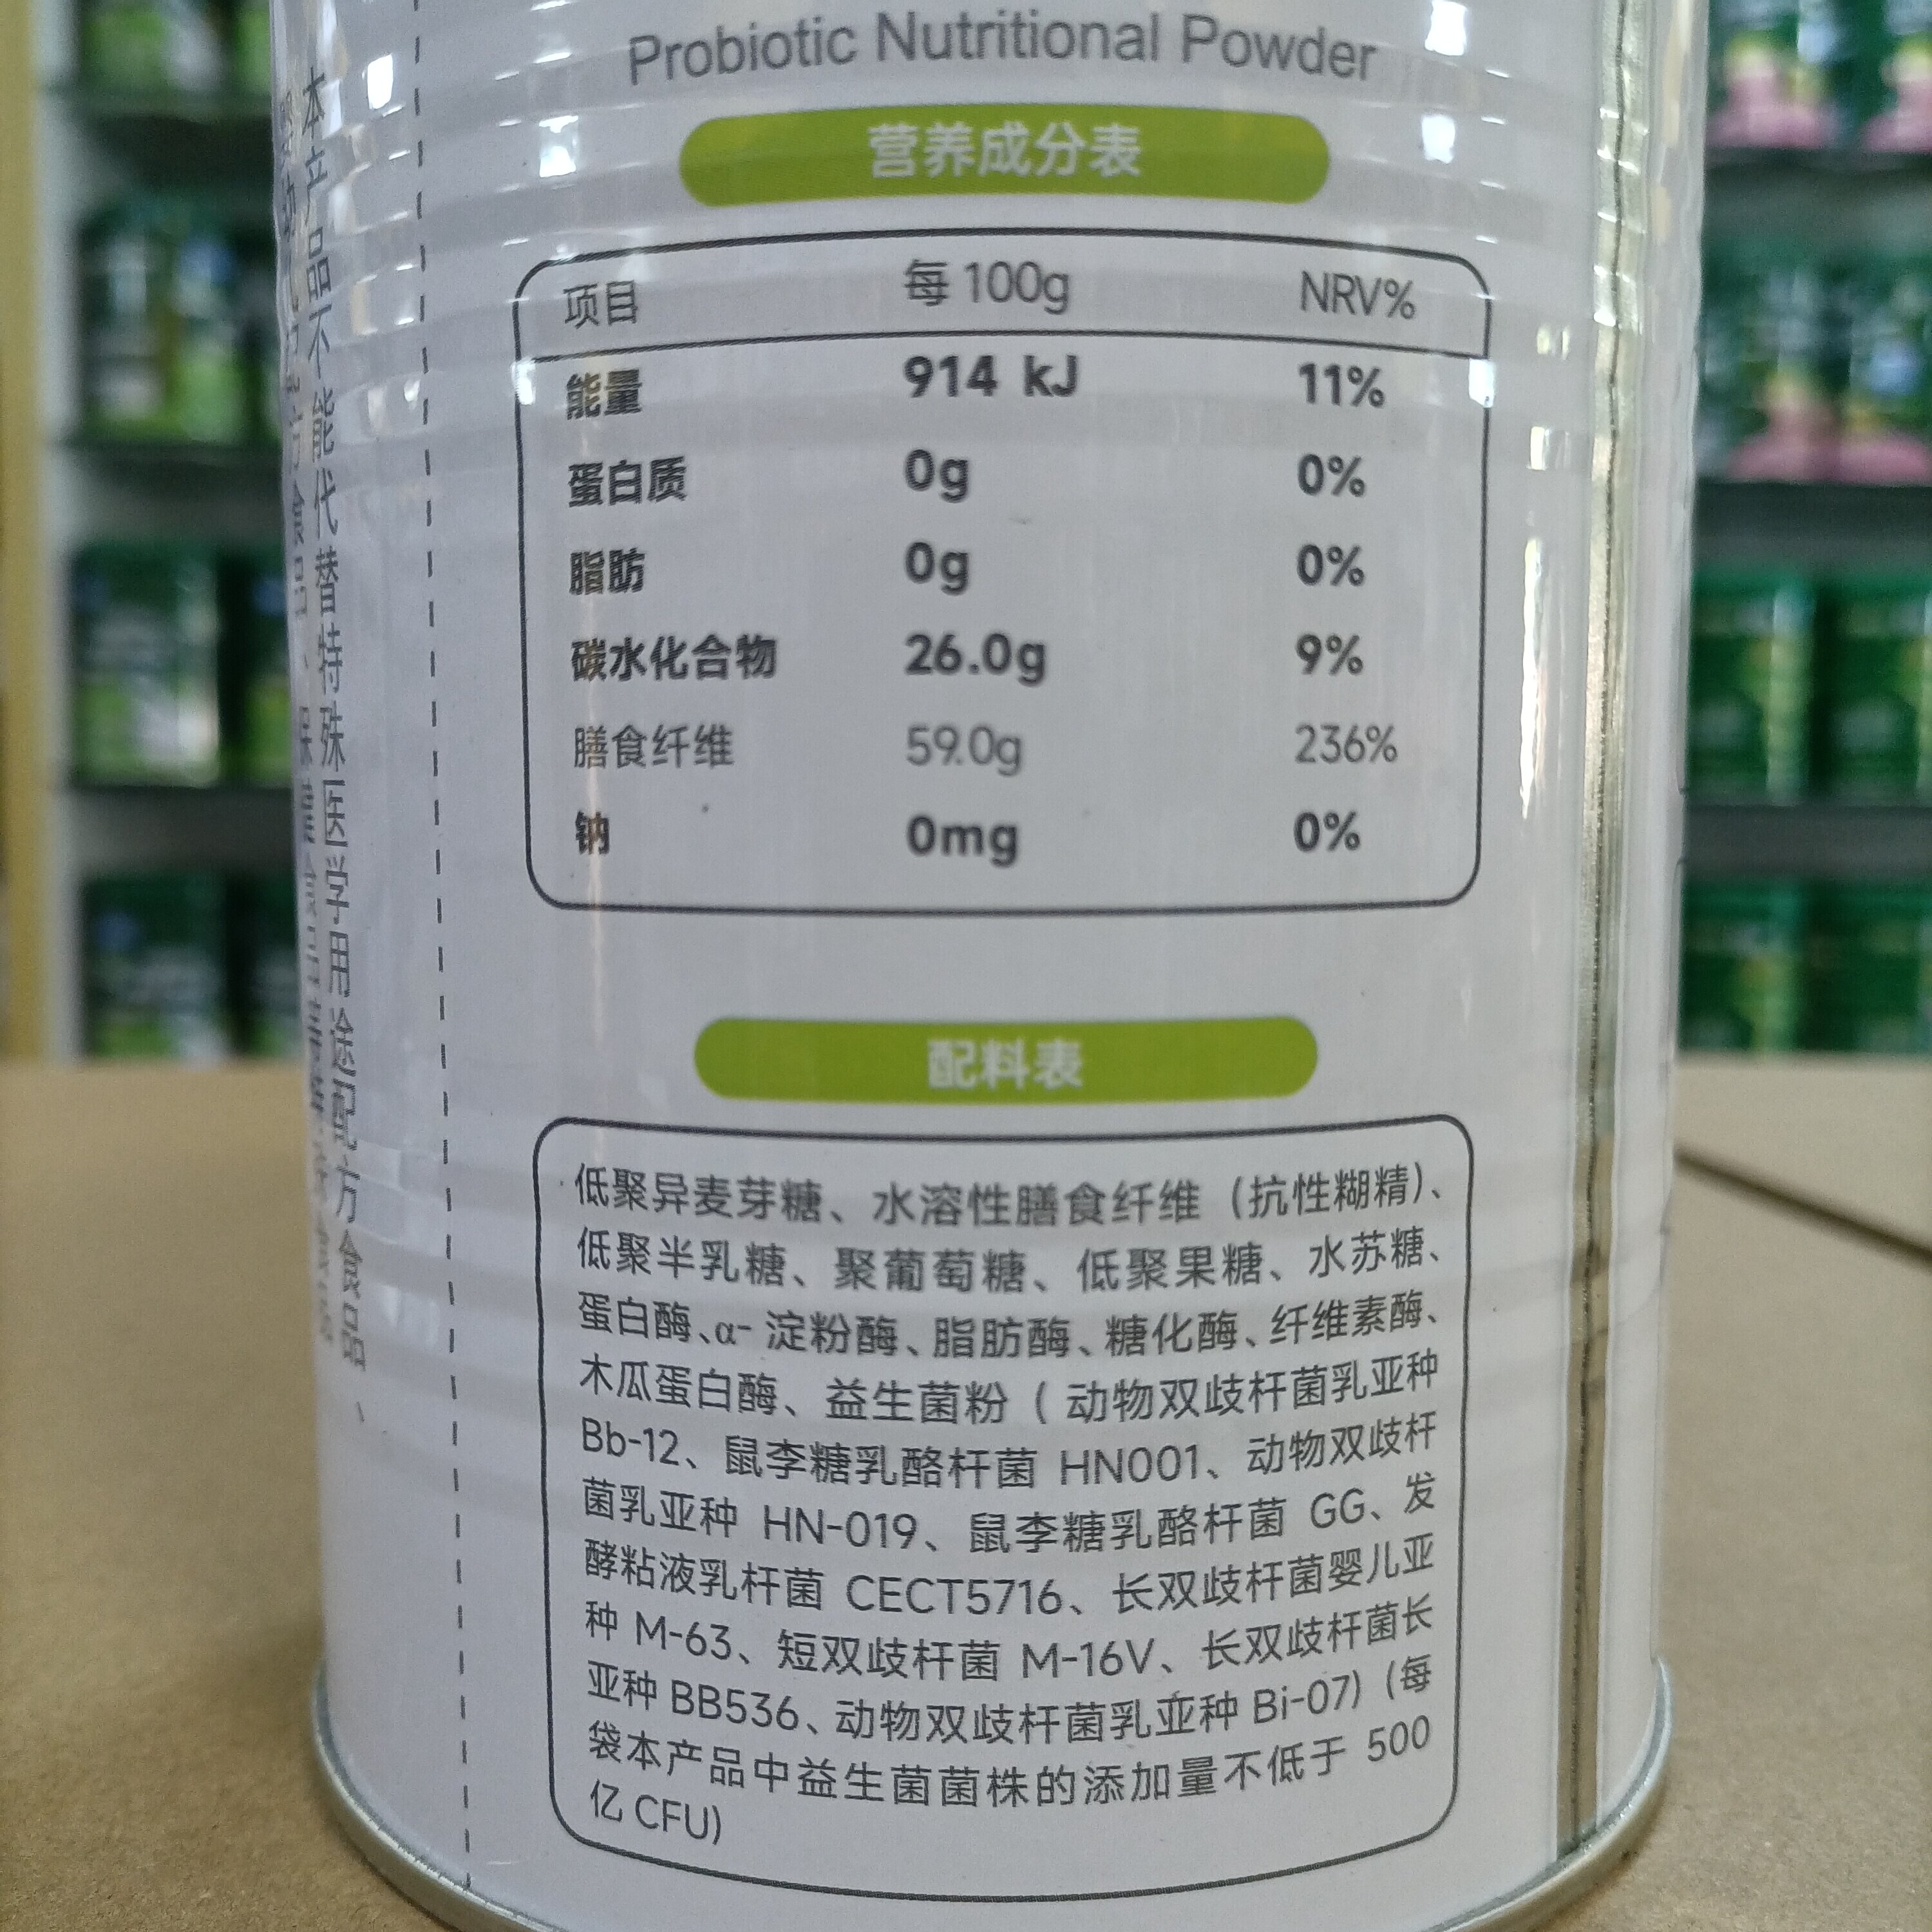 Probiotic Nutritional Powder
营养成分表
项目 每 100g NRV%
能量 914 kJ 11%
蛋白质 0g 0%
脂肪 0g 0%
碳水化合物 26.0g 9%
膳食纤维 59.0g 236%
钠 0mg 0%
配料表
低聚异麦芽糖、水溶性膳食纤维（抗性糊精）、
低聚半乳糖、聚葡萄糖、低聚果糖、水苏糖、
蛋白酶、α-淀粉酶、脂肪酶、糖化酶、纤维素酶、
木瓜蛋白酶、益生菌粉（动物双歧杆菌乳亚种
Bb-12、鼠李糖乳酪杆菌 HN001、动物双歧杆
菌乳亚种 HN-019、鼠李糖乳酪杆菌 GG、发
酵粘液乳杆菌 CECT5716、长双歧杆菌婴儿亚
种 M-63、短双歧杆菌 M-16V、长双歧杆菌长
亚种 BB536、动物双歧杆菌乳亚种 Bi-07)（每
袋本产品中益生菌菌株的添加量不低于 500
亿 CFU)
本产品不能代替特殊医学用途配方食品、